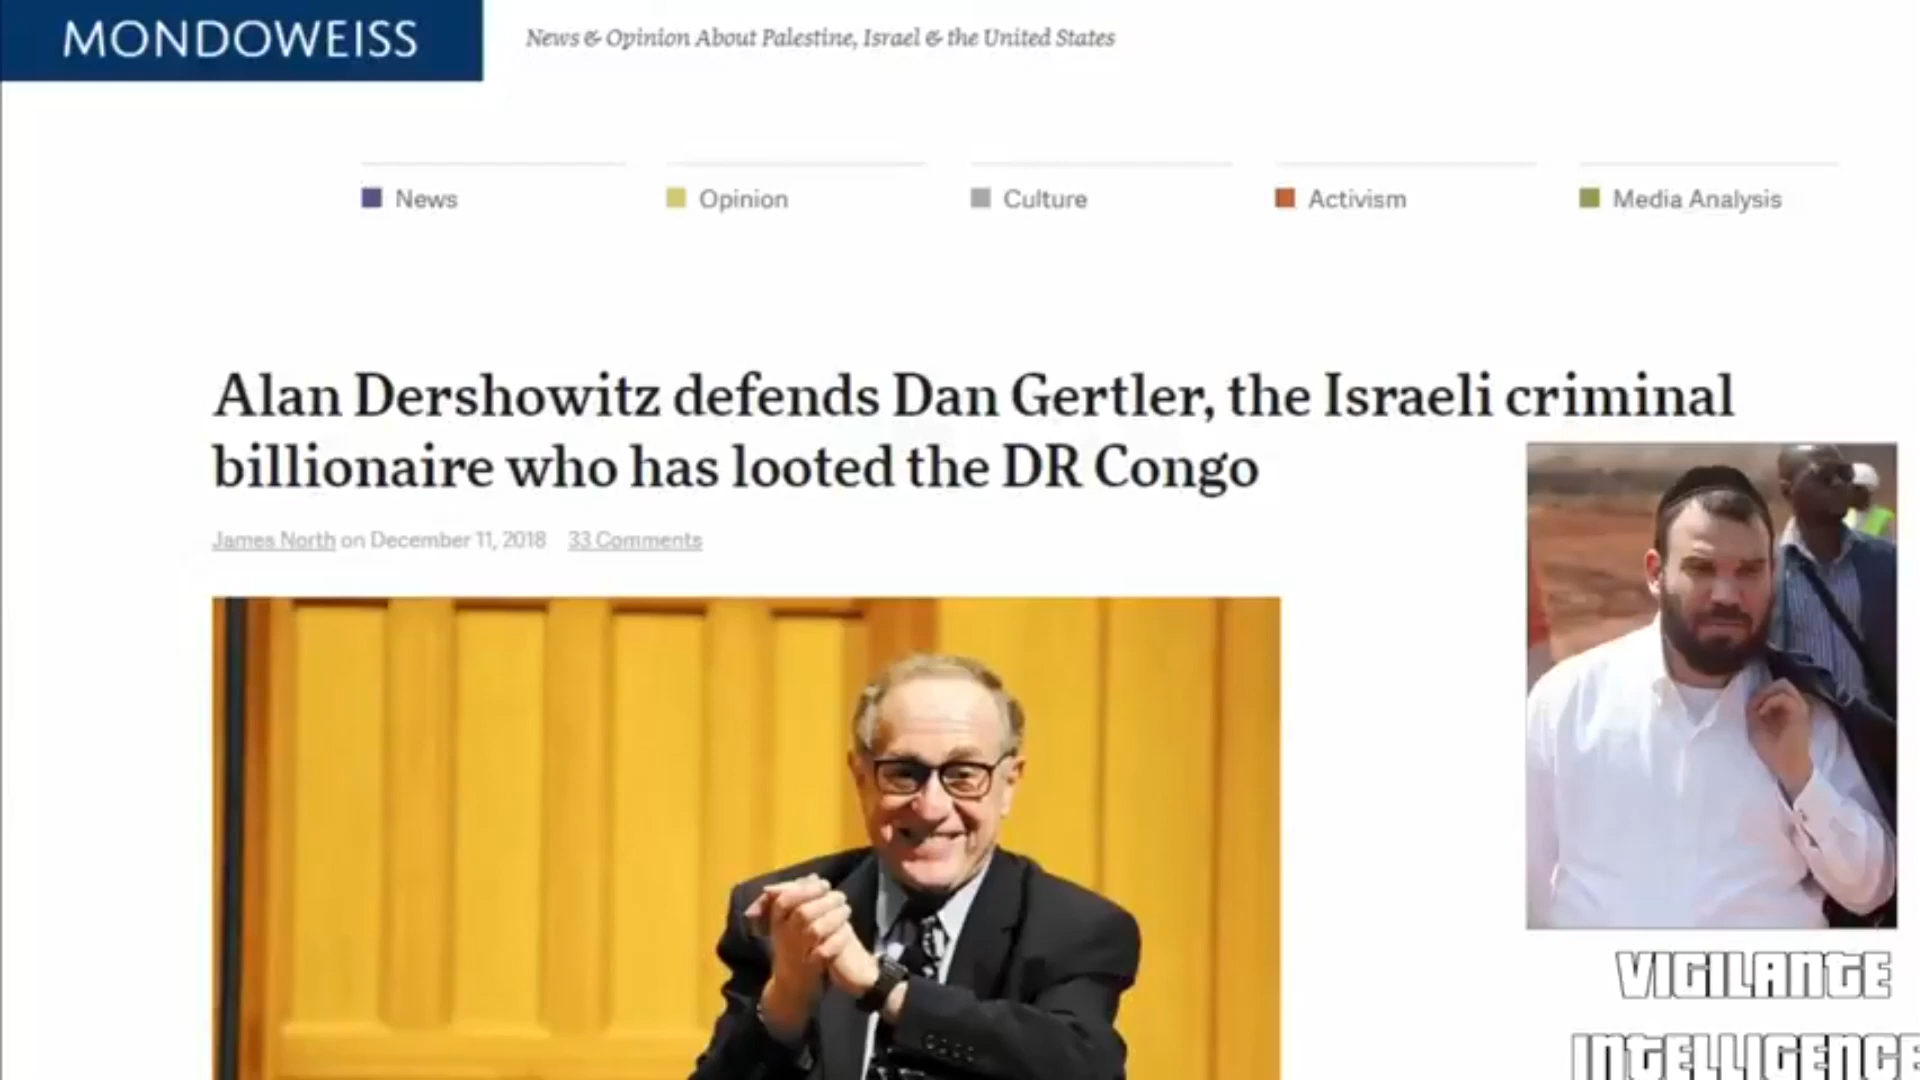 MONDOWEISS
News & Opinion About Palestine, Israel & the United States
News
Opinion
Culture
Activism
Media Analysis
Alan Dershowitz defends Dan Gertler, the Israeli criminal
billionaire who has looted the DR Congo
James North on December 11, 2018 33 Comments
VIGILANTE
INTELLIGENCE